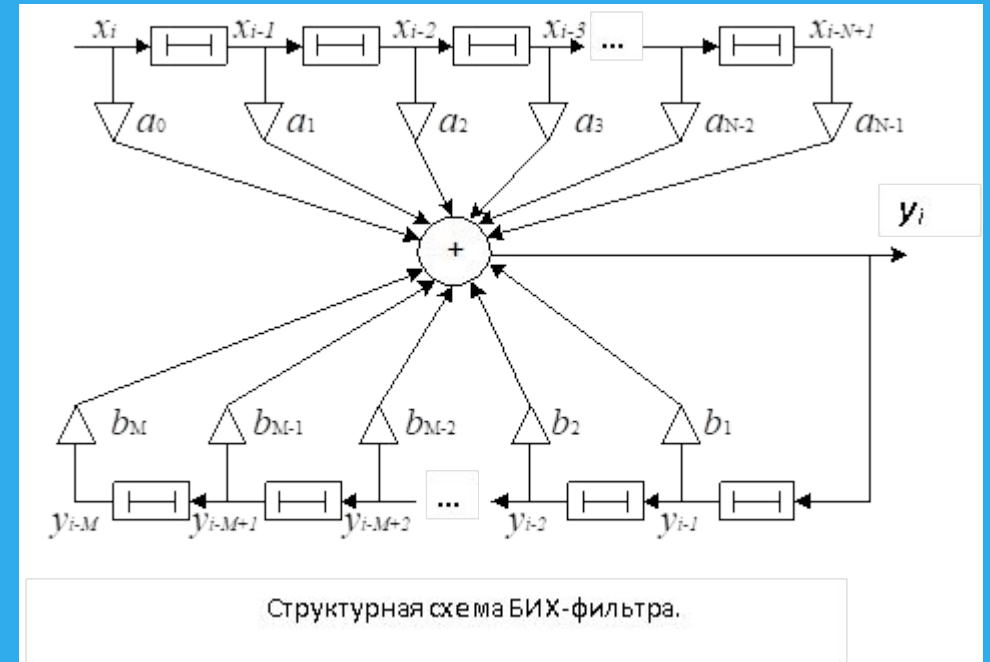 xi xi-1 xi-2 xi-3 ... xi-N+1
a0 a1 a2 a3 aN-2 aN-1
yi
+
bM bM-1 bM-2 b2 b1
yi-M yi-M+1 yi-M+2 ... yi-2 yi-1
Структурная схема БИХ-фильтра.